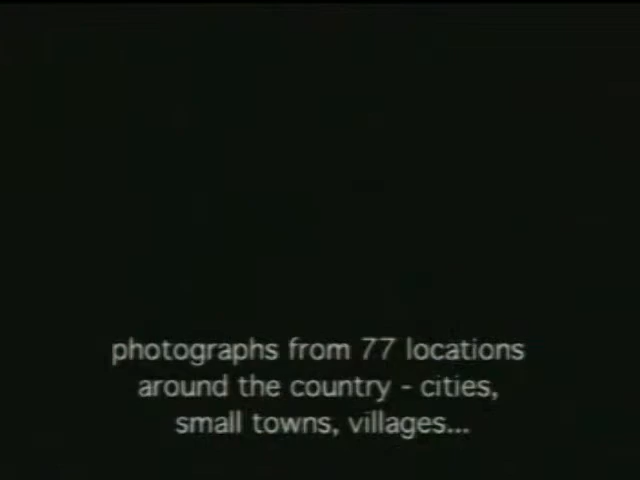 photographs from 77 locations
around the country - cities,
small towns, villages...